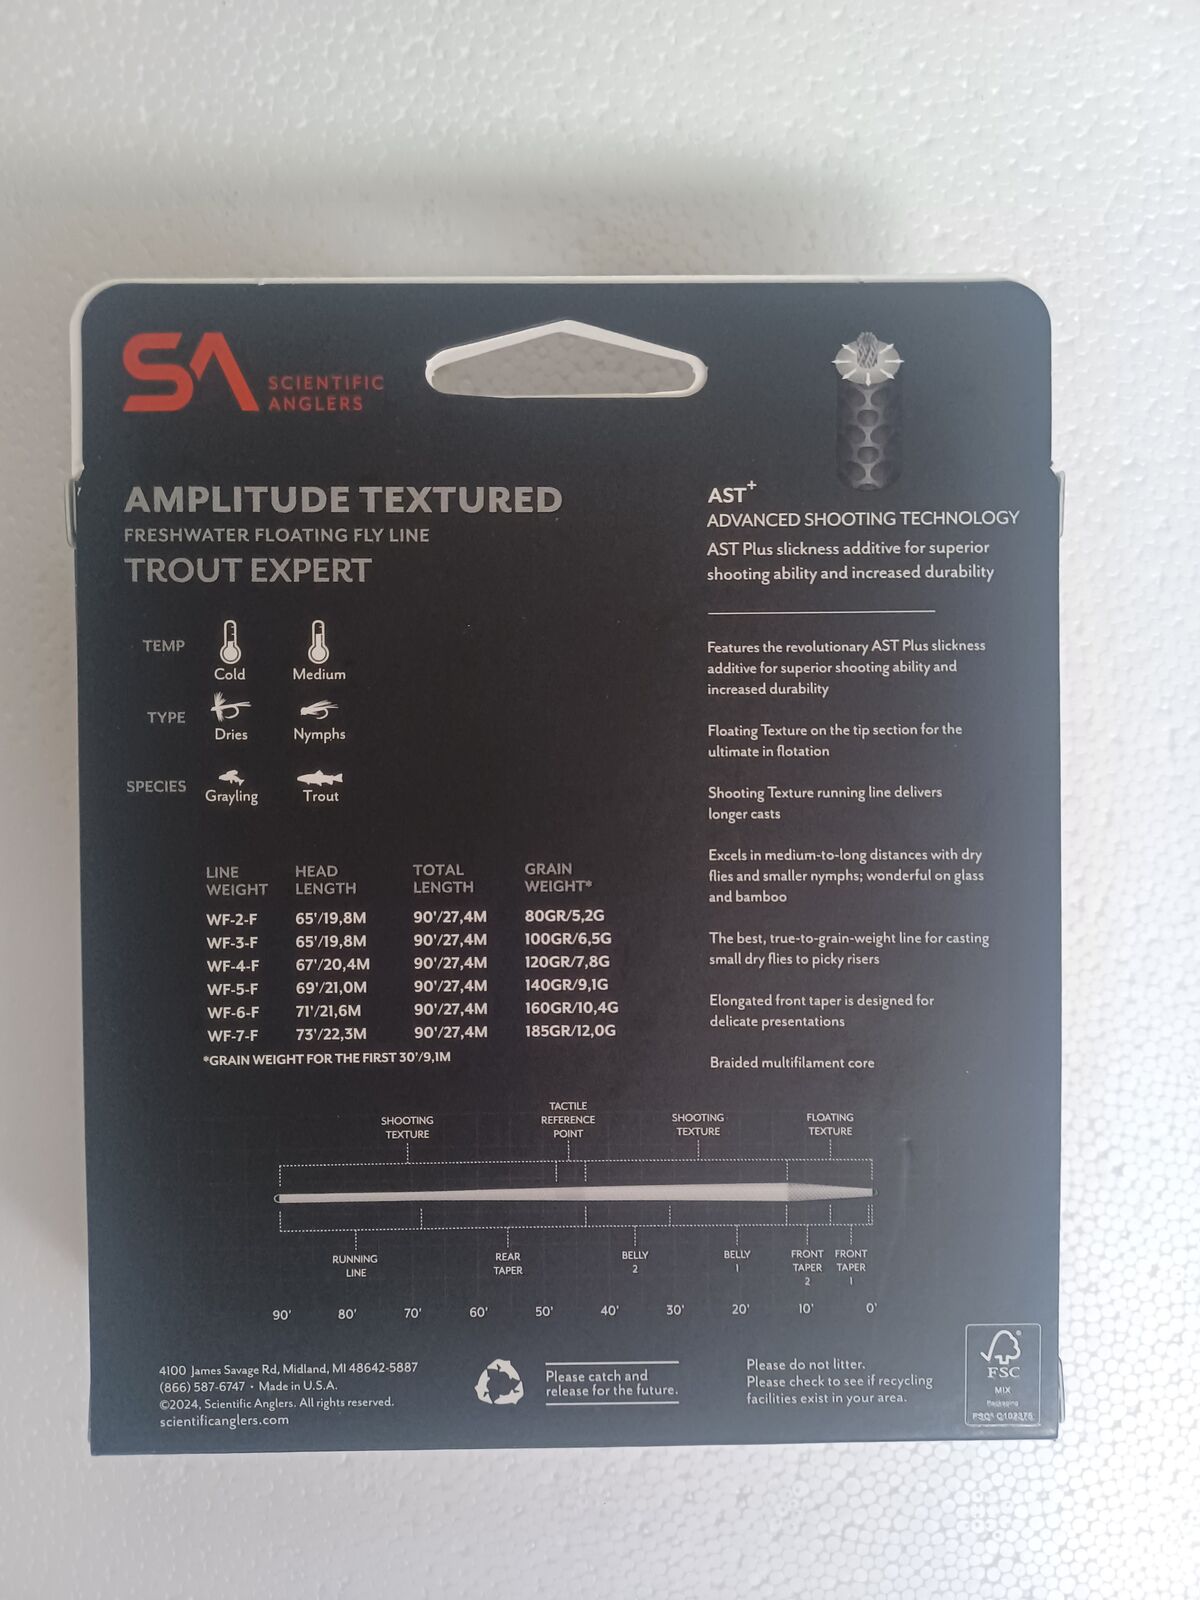 SA SCIENTIFIC
ANGLERS
AMPLITUDE TEXTURED
FRESHWATER FLOATING FLY LINE
TROUT EXPERT
TEMP
Cold
Medium
TYPE
Dries
Nymphs
SPECIES
Grayling
Trout
LINE WEIGHT HEAD LENGTH TOTAL LENGTH GRAIN WEIGHT*
WF-2-F 65'/19,8M 90'/27,4M 80GR/5,2G
WF-3-F 65'/19,8M 90'/27,4M 100GR/6,5G
WF-4-F 67'/20,4M 90'/27,4M 120GR/7,8G
WF-5-F 69'/21,0M 90'/27,4M 140GR/9,1G
WF-6-F 71'/21,6M 90'/27,4M 160GR/10,4G
WF-7-F 73'/22,3M 90'/27,4M 185GR/12,0G
*GRAIN WEIGHT FOR THE FIRST 30'/9,1M
AST+
ADVANCED SHOOTING TECHNOLOGY
AST Plus slickness additive for superior
shooting ability and increased durability
Features the revolutionary AST Plus slickness
additive for superior shooting ability and
increased durability
Floating Texture on the tip section for the
ultimate in flotation
Shooting Texture running line delivers
longer casts
Excels in medium-to-long distances with dry
flies and smaller nymphs; wonderful on glass
and bamboo
The best, true-to-grain-weight line for casting
small dry flies to picky risers
Elongated front taper is designed for
delicate presentations
Braided multifilament core
SHOOTING
TEXTURE
TACTILE
REFERENCE
POINT
SHOOTING
TEXTURE
FLOATING
TEXTURE
RUNNING
LINE
REAR
TAPER
BELLY
2
BELLY
1
FRONT
TAPER
2
FRONT
TAPER
1
90' 80' 70' 60' 50' 40' 30' 20' 10' 0'
4100 James Savage Rd, Midland, MI 48642-5887
(866) 587-6747 • Made in U.S.A.
©2024, Scientific Anglers. All rights reserved.
scientificanglers.com
Please catch and
release for the future.
Please do not litter.
Please check to see if recycling
facilities exist in your area.
FSC
MIX
Packaging
FSC® C102375